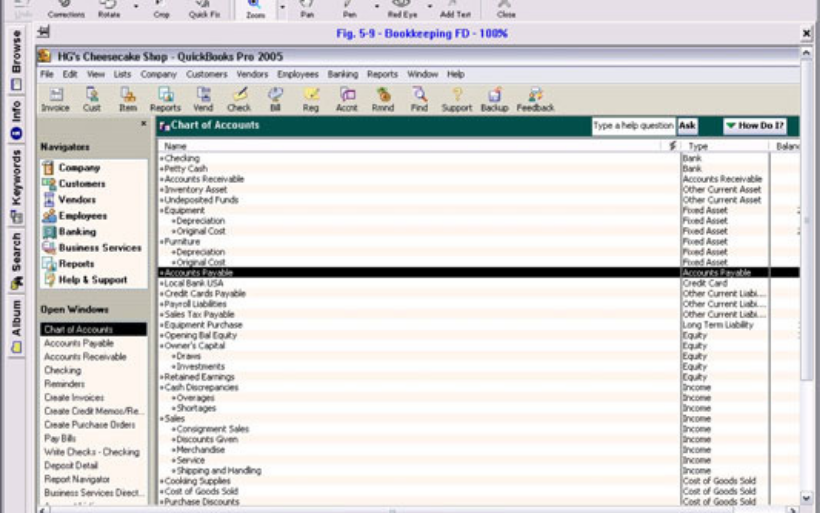 Undo Corrections Rotate Crop Quick Fix Zoom Pan Pen Red Eye Add Text Close
Fig. 5-9 - Bookkeeping FD - 100%
Browse
Info
Keywords
Search
Album
HG's Cheesecake Shop - QuickBooks Pro 2005
File Edit View Lists Company Customers Vendors Employees Banking Reports Window Help
Invoice Cust Item Reports Vend Check Bill Reg Accnt Rmnd Find Support Backup Feedback
Navigators
Company
Customers
Vendors
Employees
Banking
Business Services
Reports
Help & Support
Open Windows
Chart of Accounts
Accounts Payable
Accounts Receivable
Checking
Reminders
Create Invoices
Create Credit Memos/Re...
Create Purchase Orders
Pay Bills
Write Checks - Checking
Deposit Detail
Report Navigator
Business Services Direct...
Chart of Accounts Type a help question Ask How Do I?
Name Type Balanc
Checking Bank
Petty Cash Bank
Accounts Receivable Accounts Receivable
Inventory Asset Other Current Asset
Undeposited Funds Other Current Asset
Equipment Fixed Asset
Depreciation Fixed Asset
Original Cost Fixed Asset
Furniture Fixed Asset
Depreciation Fixed Asset
Original Cost Fixed Asset
Accounts Payable Accounts Payable
Local Bank USA Credit Card
Credit Cards Payable Other Current Liabi....
Payroll Liabilities Other Current Liabi....
Sales Tax Payable Other Current Liabi....
Equipment Purchase Long Term Liability
Opening Bal Equity Equity
Owner's Capital Equity
Draws Equity
Investments Equity
Retained Earnings Equity
Cash Discrepancies Income
Overages Income
Shortages Income
Sales Income
Consignment Sales Income
Discounts Given Income
Merchandise Income
Service Income
Shipping and Handling Income
Cooking Supplies Cost of Goods Sold
Cost of Goods Sold Cost of Goods Sold
Purchase Discounts Cost of Goods Sold